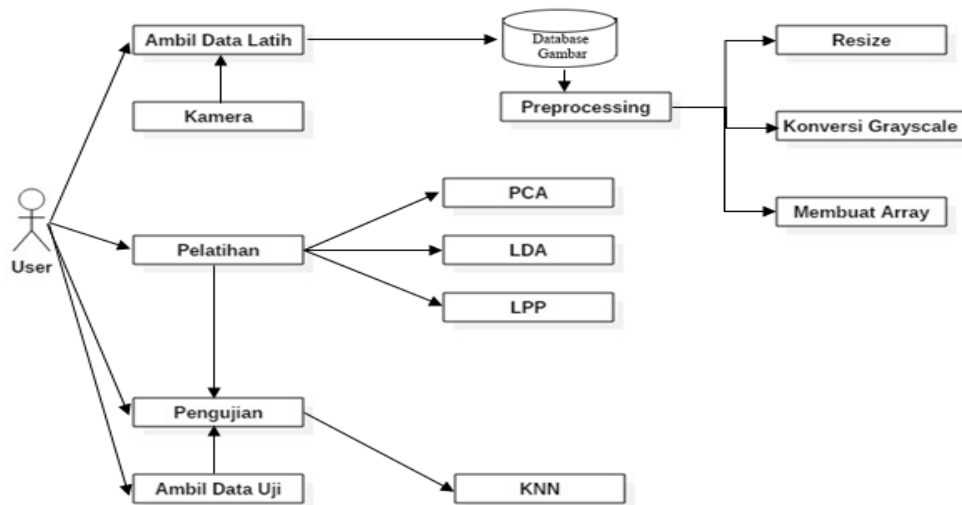 Ambil Data Latih
Database
Gambar
Resize
Kamera
Preprocessing
Konversi Grayscale
PCA
Membuat Array
User
Pelatihan
LDA
LPP
Pengujian
Ambil Data Uji
KNN